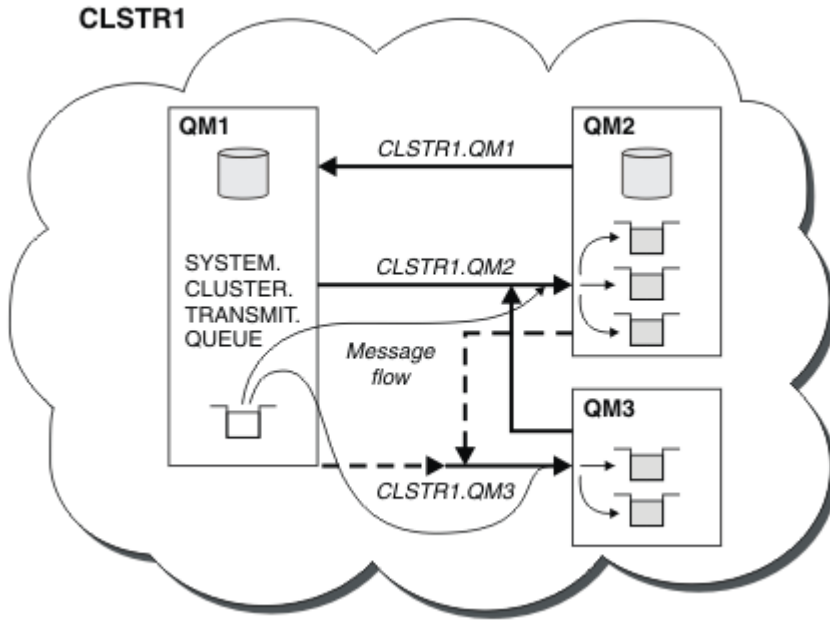 CLSTR1
QM1
QM2
CLSTR1.QM1
SYSTEM.
CLUSTER.
TRANSMIT.
QUEUE
CLSTR1.QM2
Message
flow
QM3
CLSTR1.QM3